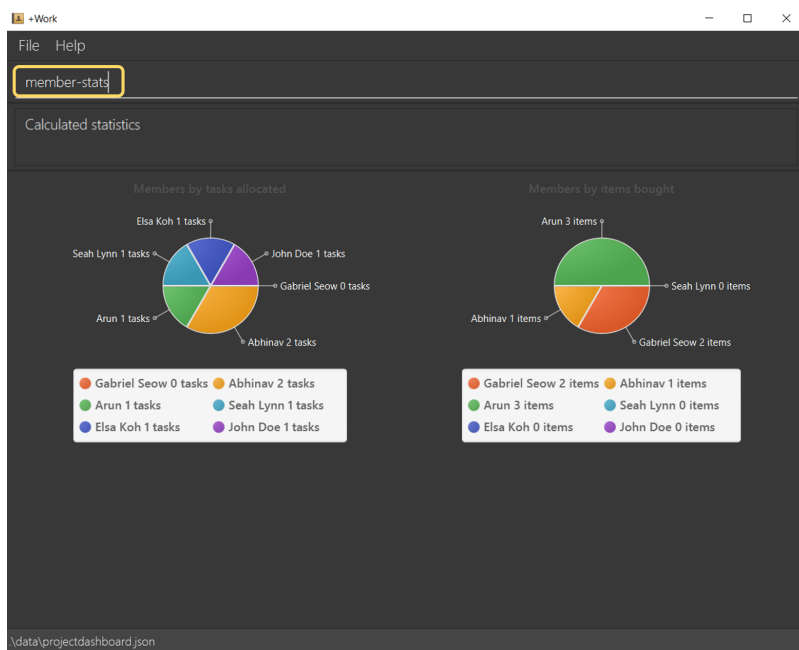 +Work
File Help
member-stats
Calculated statistics
Members by tasks allocated
Elsa Koh 1 tasks
Seah Lynn 1 tasks
John Doe 1 tasks
Gabriel Seow 0 tasks
Arun 1 tasks
Abhinav 2 tasks
Gabriel Seow 0 tasks Abhinav 2 tasks
Arun 1 tasks Seah Lynn 1 tasks
Elsa Koh 1 tasks John Doe 1 tasks
Members by items bought
Arun 3 items
Seah Lynn 0 items
Abhinav 1 items
Gabriel Seow 2 items
Gabriel Seow 2 items Abhinav 1 items
Arun 3 items Seah Lynn 0 items
Elsa Koh 0 items John Doe 0 items
.\data\projectdashboard.json